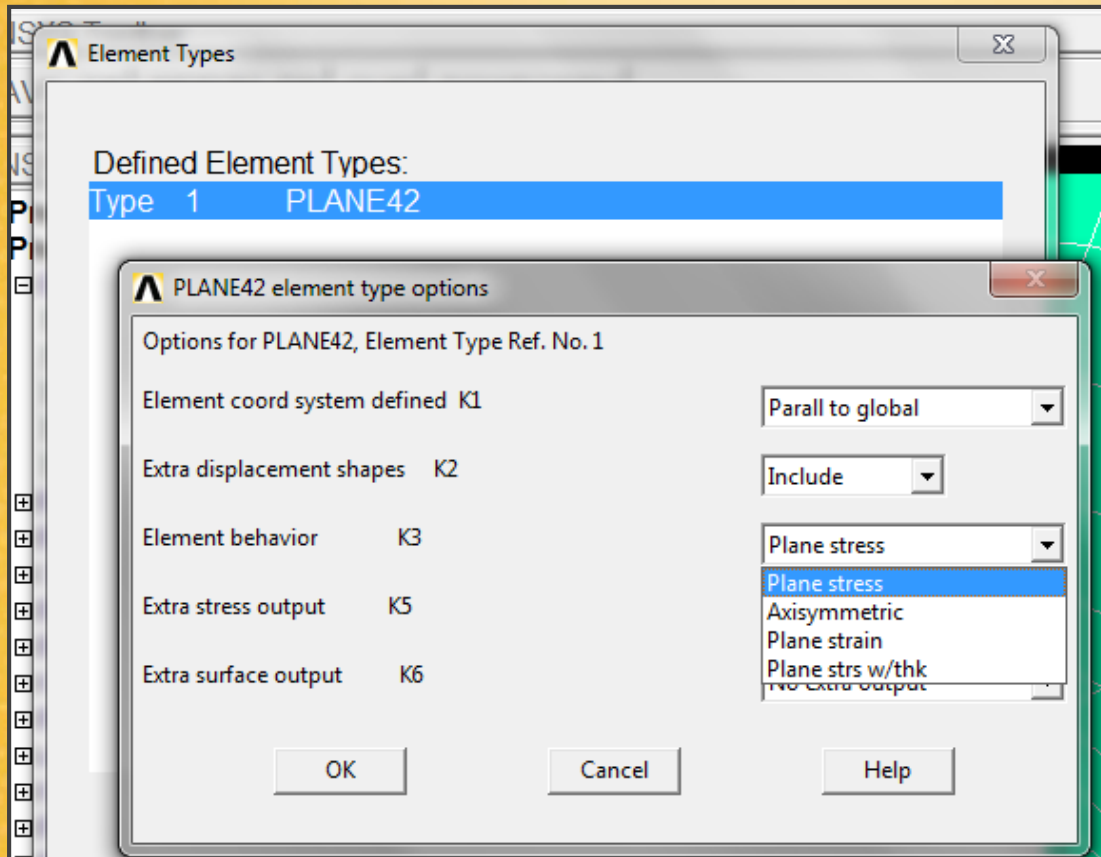 Element Types
Defined Element Types:
Type 1 PLANE42
PLANE42 element type options
Options for PLANE42, Element Type Ref. No. 1
Element coord system defined K1 Parall to global
Extra displacement shapes K2 Include
Element behavior K3 Plane stress
Plane stress
Axisymmetric
Extra stress output K5
Plane strain
Plane strs w/thk
Extra surface output K6 No extra output
OK Cancel Help